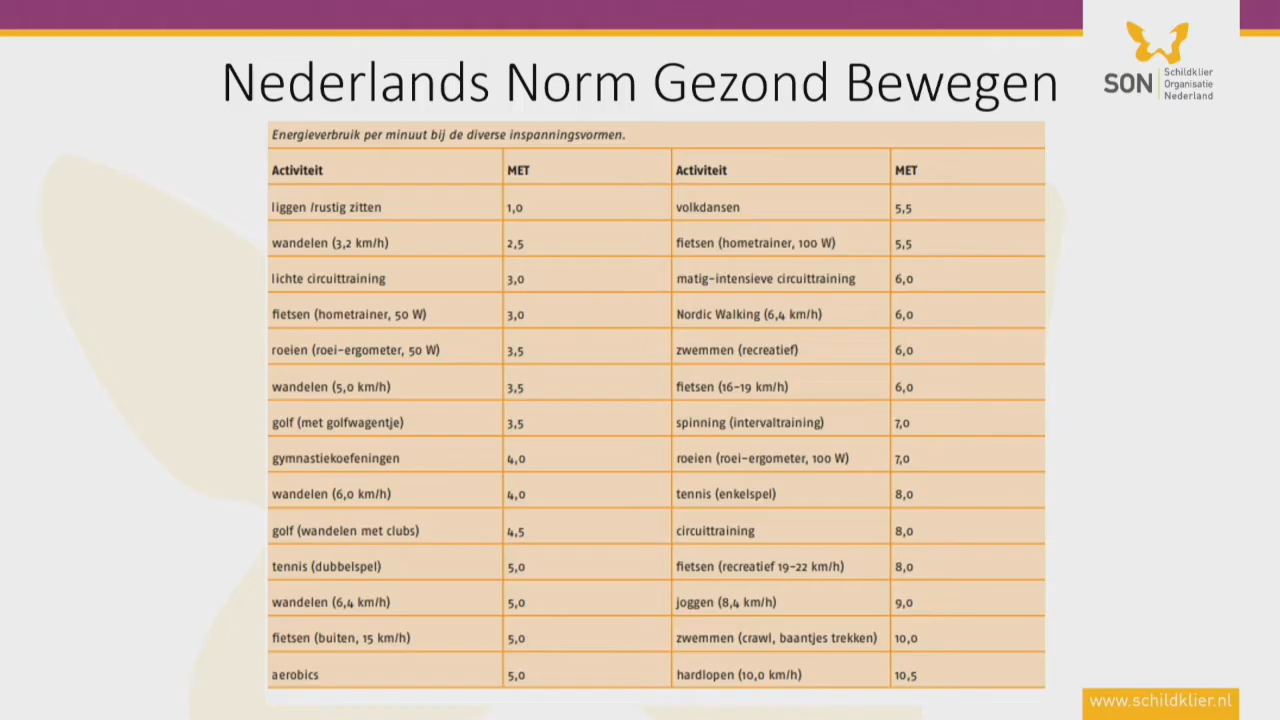 Nederlands Norm Gezond Bewegen
SON
Schildklier
Organisatie
Nederland
Energieverbruik per minuut bij de diverse inspanningsvormen.
Activiteit MET Activiteit MET
liggen /rustig zitten 1,0 volkdansen 5,5
wandelen (3,2 km/h) 2,5 fietsen (hometrainer, 100 W) 5,5
lichte circuittraining 3,0 matig-intensieve circuittraining 6,0
fietsen (hometrainer, 50 W) 3,0 Nordic Walking (6,4 km/h) 6,0
roeien (roei-ergometer, 50 W) 3,5 zwemmen (recreatief) 6,0
wandelen (5,0 km/h) 3,5 fietsen (16-19 km/h) 6,0
golf (met golfwagentje) 3,5 spinning (intervaltraining) 7,0
gymnastiekoefeningen 4,0 roeien (roei-ergometer, 100 W) 7,0
wandelen (6,0 km/h) 4,0 tennis (enkelspel) 8,0
golf (wandelen met clubs) 4,5 circuittraining 8,0
tennis (dubbelspel) 5,0 fietsen (recreatief 19-22 km/h) 8,0
wandelen (6,4 km/h) 5,0 joggen (8,4 km/h) 9,0
fietsen (buiten, 15 km/h) 5,0 zwemmen (crawl, baantjes trekken) 10,0
aerobics 5,0 hardlopen (10,0 km/h) 10,5
www.schildklier.nl